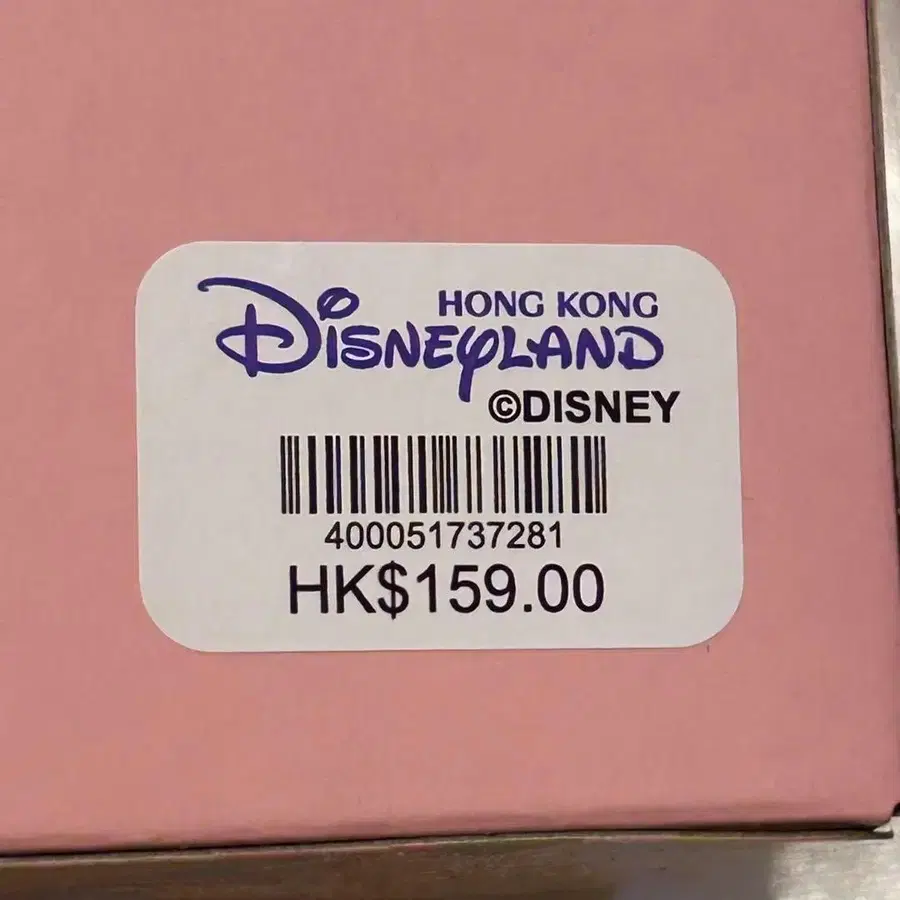 HONG KONG
Disneyland
©DISNEY
400051737281
HK$159.00